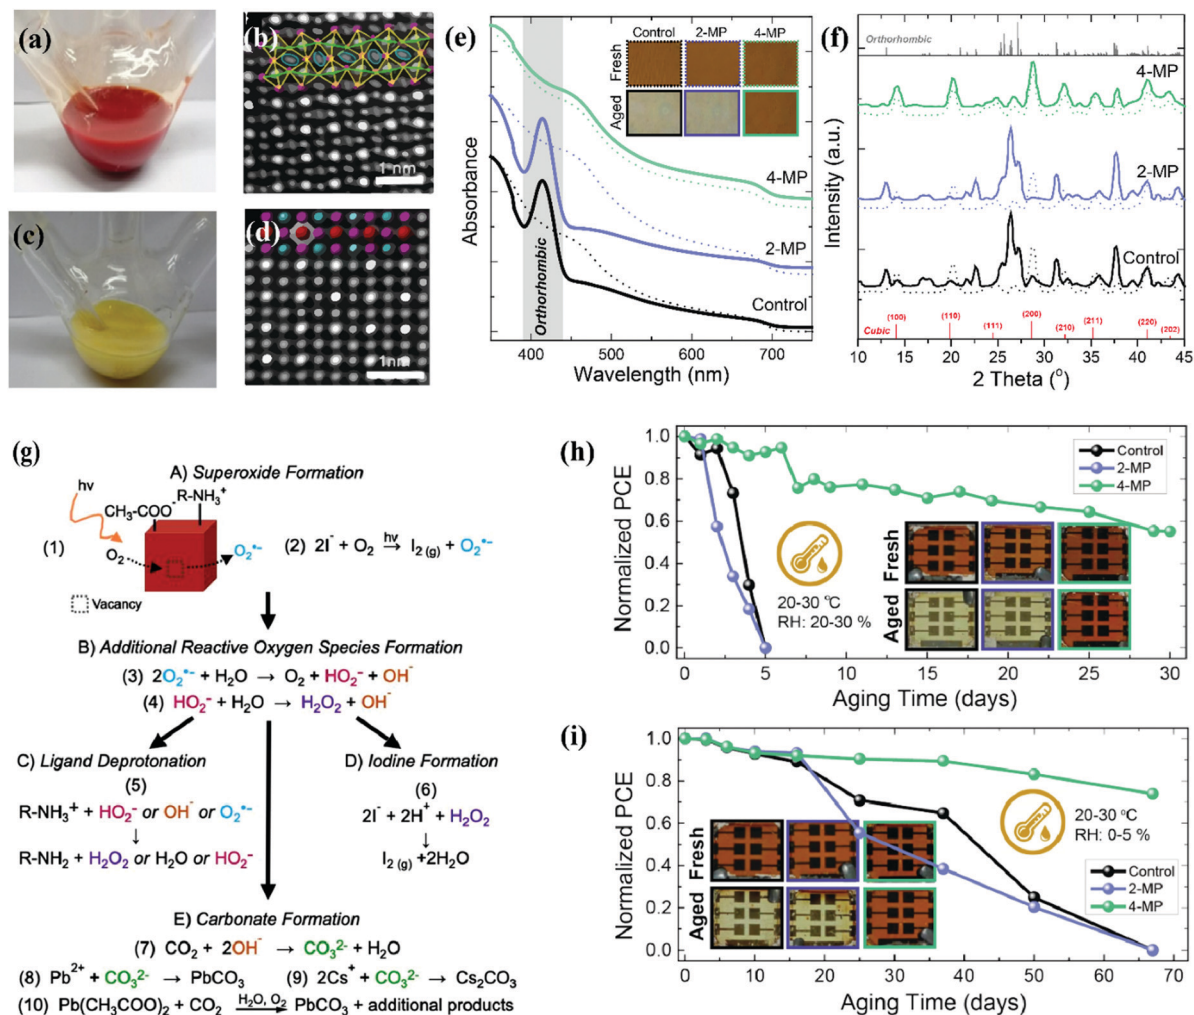 (a)
(b)
1 nm
(c)
(d)
1nm
(e)
Control 2-MP 4-MP
Fresh
Aged
4-MP
2-MP
Control
Orthorhombic
Absorbance
400 500 600 700
Wavelength (nm)
(f)
Orthorhombic
4-MP
2-MP
Control
Cubic
(100) (110) (111) (200) (210) (211) (220) (202)
Intensity (a.u.)
10 15 20 25 30 35 40 45
2 Theta (°)
(g)
A) Superoxide Formation
hν
CH₃-COO⁻
R-NH₃⁺
(1)
O₂
O₂•⁻
Vacancy
(2) 2I⁻ + O₂ hν→ I₂ (g) + O₂•⁻
B) Additional Reactive Oxygen Species Formation
(3) 2O₂•⁻ + H₂O → O₂ + HO₂⁻ + OH⁻
(4) HO₂⁻ + H₂O → H₂O₂ + OH⁻
C) Ligand Deprotonation
(5)
R-NH₃⁺ + HO₂⁻ or OH⁻ or O₂•⁻
↓
R-NH₂ + H₂O₂ or H₂O or HO₂⁻
D) Iodine Formation
(6)
2I⁻ + 2H⁺ + H₂O₂
↓
I₂ (g) +2H₂O
E) Carbonate Formation
(7) CO₂ + 2OH⁻ → CO₃²⁻ + H₂O
(8) Pb²⁺ + CO₃²⁻ → PbCO₃ (9) 2Cs⁺ + CO₃²⁻ → Cs₂CO₃
(10) Pb(CH₃COO)₂ + CO₂ H₂O, O₂→ PbCO₃ + additional products
(h)
Normalized PCE
1.0
0.8
0.6
0.4
0.2
0.0
Control
2-MP
4-MP
20-30 °C
RH: 20-30 %
Fresh
Aged
0 5 10 15 20 25 30
Aging Time (days)
(i)
Normalized PCE
1.0
0.8
0.6
0.4
0.2
0.0
20-30 °C
RH: 0-5 %
Control
2-MP
4-MP
Fresh
Aged
0 10 20 30 40 50 60 70
Aging Time (days)